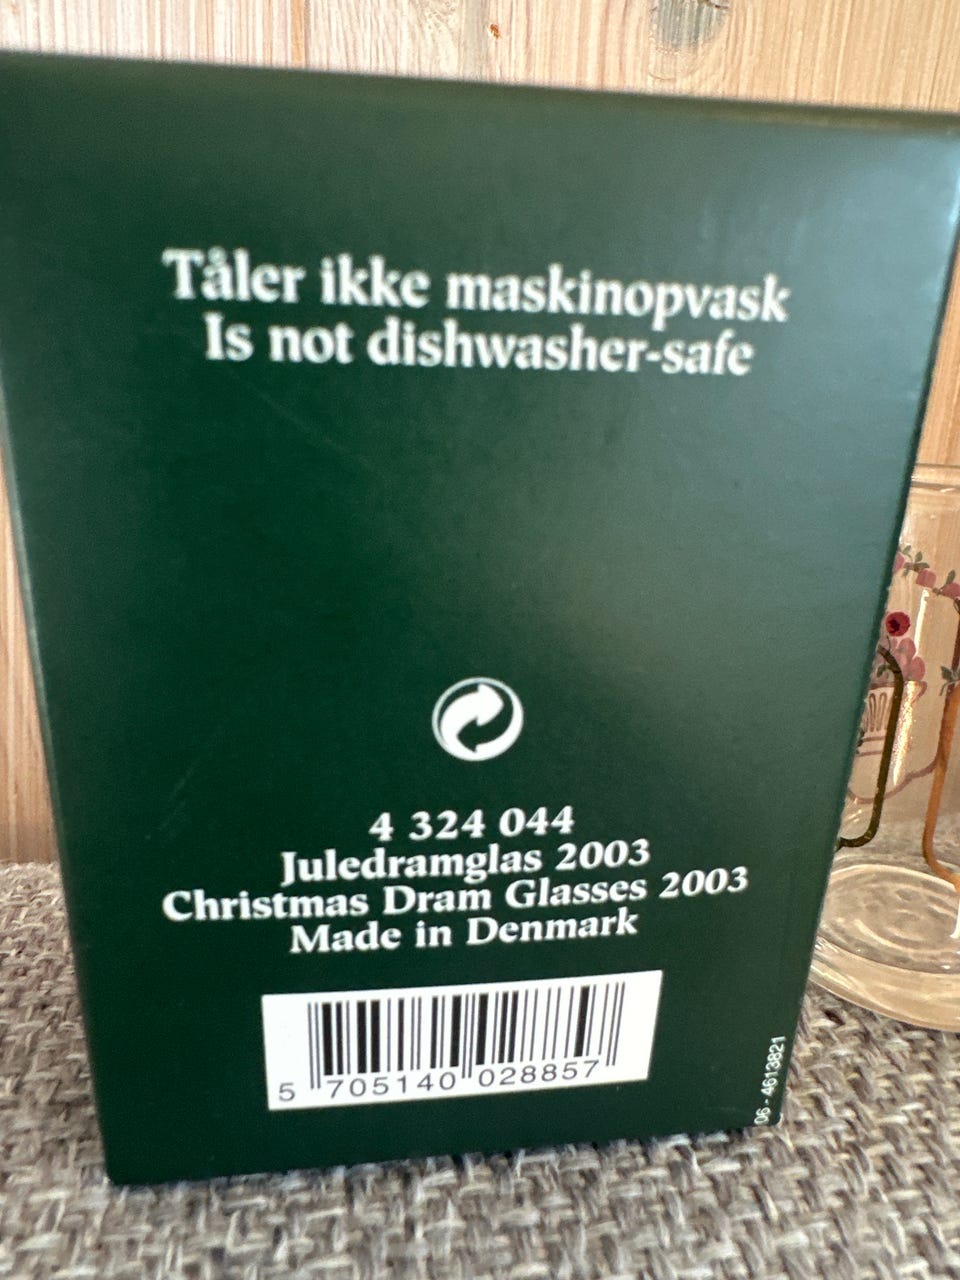 Tåler ikke maskinopvask
Is not dishwasher-safe
4 324 044
Juledramglas 2003
Christmas Dram Glasses 2003
Made in Denmark
5 705140 028857
06 - 4613821